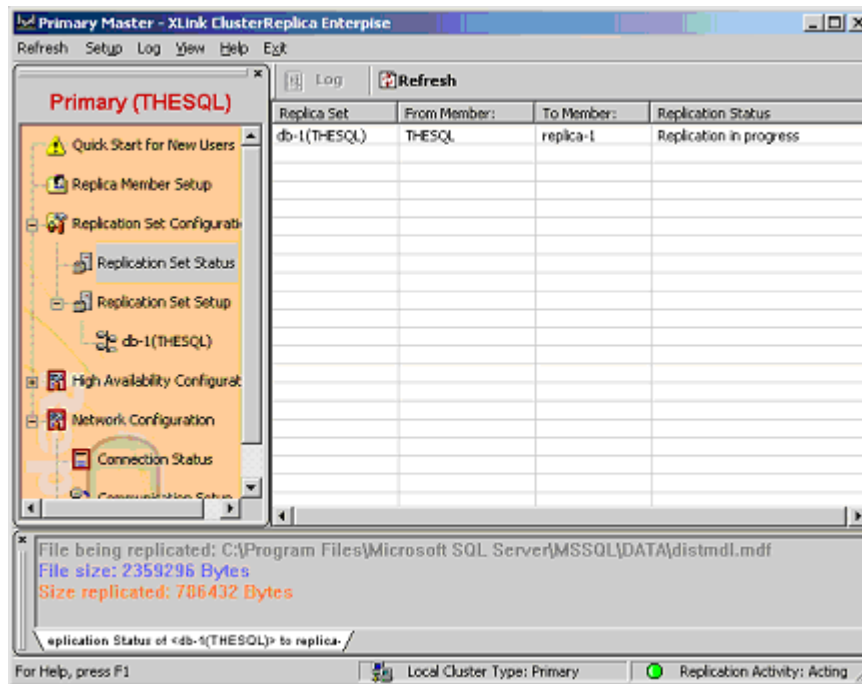 Primary Master - XLink ClusterReplica Enterpise
Refresh Setup Log View Help Exit
Primary (THESQL)
Quick Start for New Users
Replica Member Setup
Replication Set Configurati
Replication Set Status
Replication Set Setup
db-1(THESQL)
High Availability Configurat
Network Configuration
Connection Status
Communication Setup
Log Refresh
Replica Set From Member: To Member: Replication Status
db-1(THESQL) THESQL replica-1 Replication in progress
File being replicated: C:\Program Files\Microsoft SQL Server\MSSQL\DATA\distmdl.mdf
File size: 2359296 Bytes
Size replicated: 786432 Bytes
eplication Status of <db-1(THESQL)> to replica-
For Help, press F1 Local Cluster Type: Primary Replication Activity: Acting